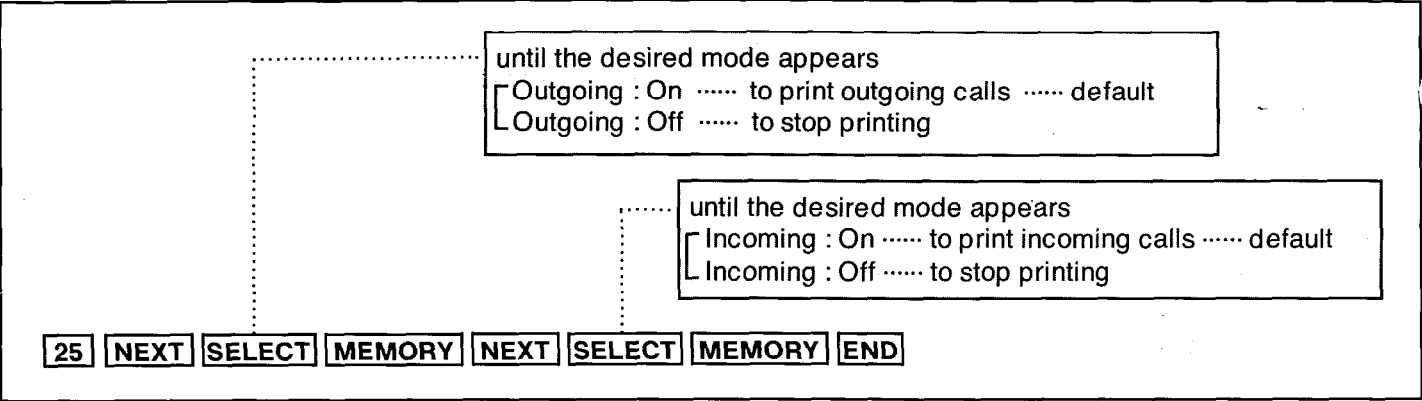 until the desired mode appears
Outgoing : On ······ to print outgoing calls ······ default
Outgoing : Off ······ to stop printing
until the desired mode appears
Incoming : On ······ to print incoming calls ······ default
Incoming : Off ······ to stop printing
25 NEXT SELECT MEMORY NEXT SELECT MEMORY END